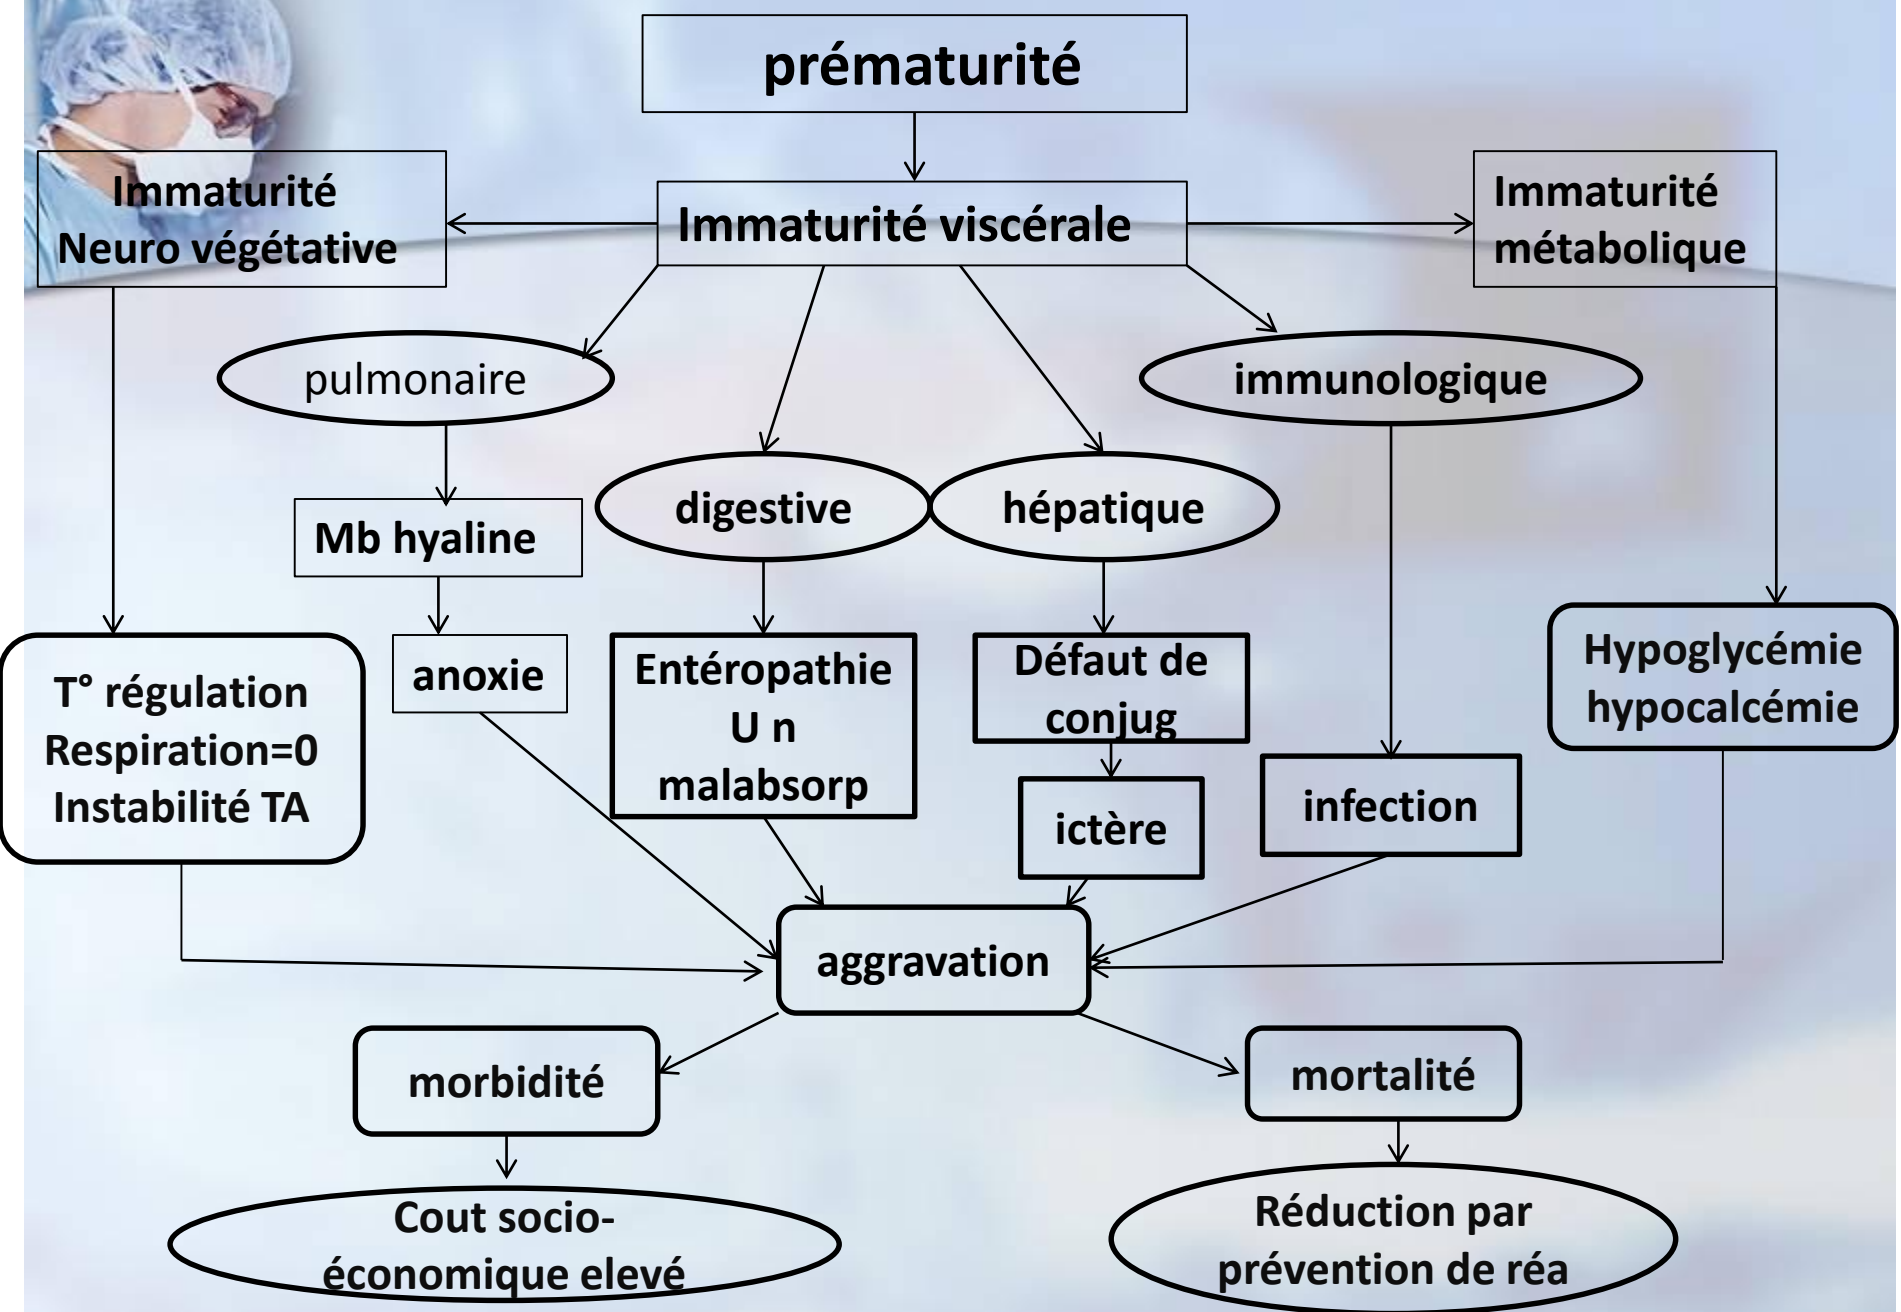 prématurité
Immaturité
Neuro végétative
Immaturité viscérale
Immaturité
métabolique
pulmonaire
immunologique
digestive
hépatique
Mb hyaline
anoxie
T° régulation
Respiration=0
Instabilité TA
Entéropathie
U n
malabsorp
Défaut de
conjug
Hypoglycémie
hypocalcémie
ictère
infection
aggravation
morbidité
mortalité
Cout socio-
économique elevé
Réduction par
prévention de réa